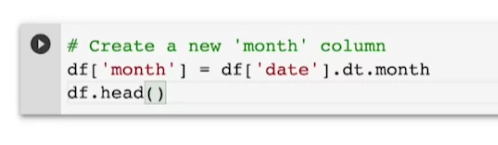 # Create a new 'month' column
df['month'] = df['date'].dt.month
df.head()